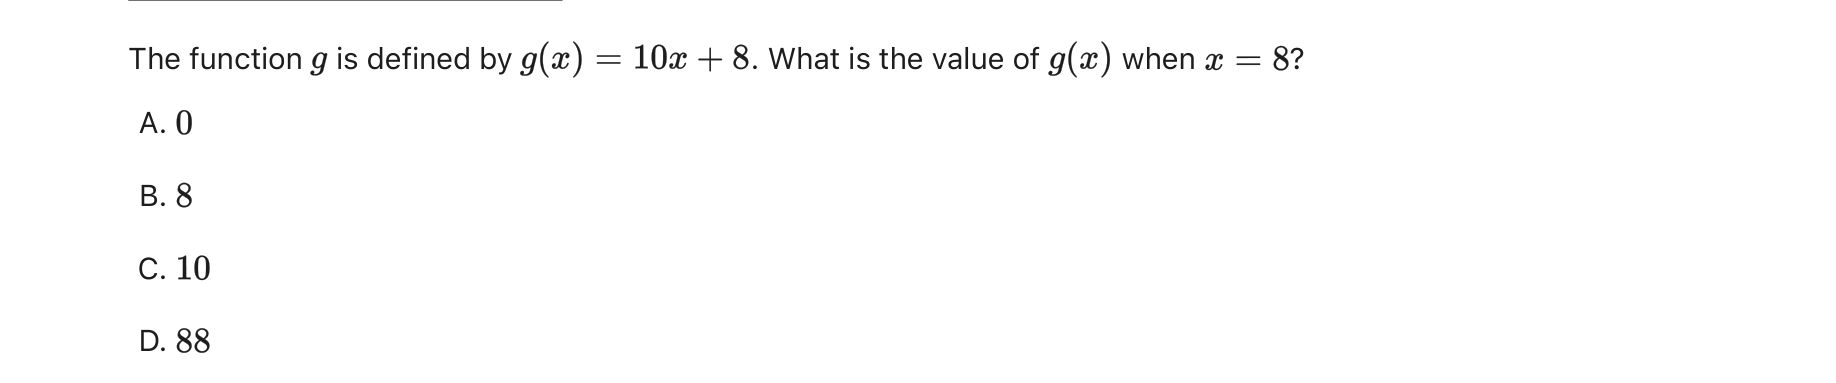 The function g is defined by g(x) = 10x + 8. What is the value of g(x) when x = 8?
A. 0
B. 8
C. 10
D. 88